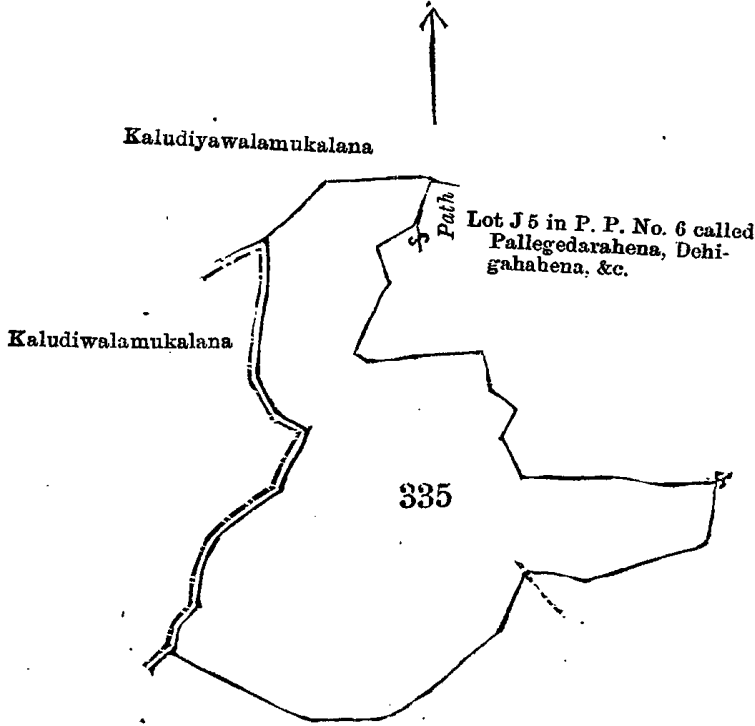 Kaludiyawalamukalana
Path
Lot J 5 in P. P. No. 6 called
Pallegedarahena, Dehi-
gahahena, &c.
Kaludiwalamukalana
335